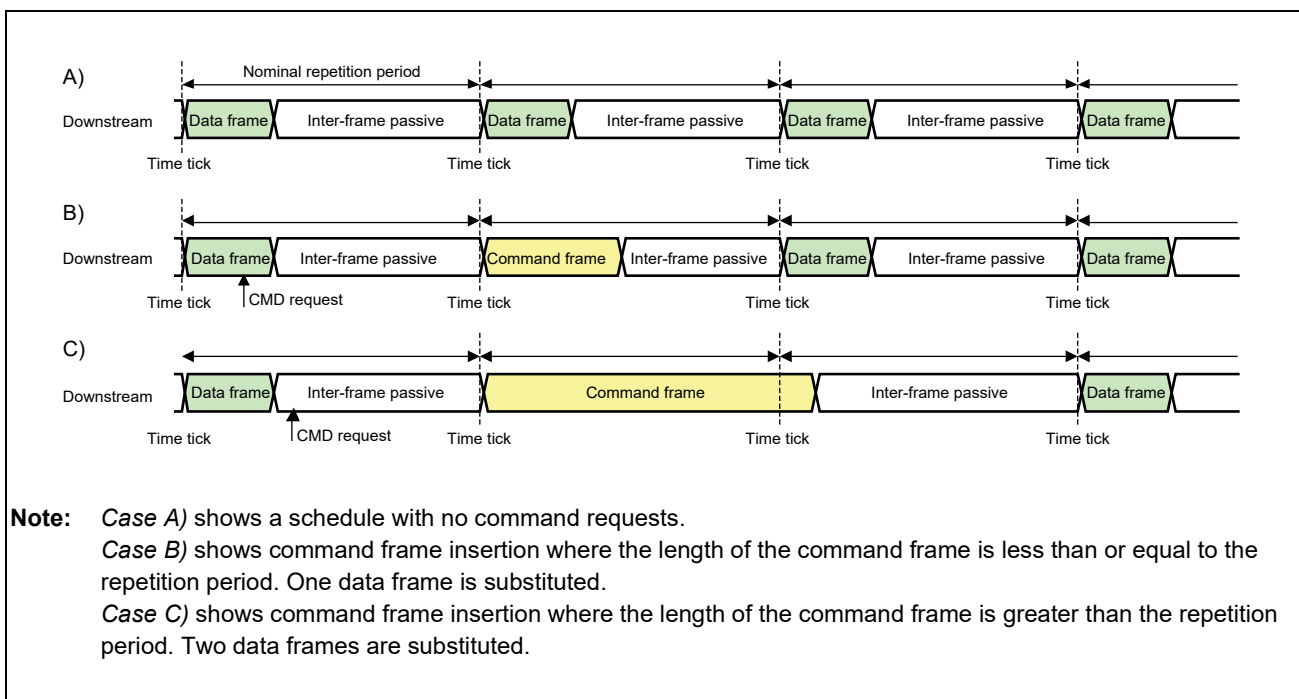 A)
Nominal repetition period
Downstream
Data frame
Inter-frame passive
Data frame
Inter-frame passive
Data frame
Inter-frame passive
Data frame
Time tick
Time tick
Time tick
Time tick
B)
Downstream
Data frame
Inter-frame passive
Command frame
Inter-frame passive
Data frame
Inter-frame passive
Data frame
Time tick
CMD request
Time tick
Time tick
Time tick
C)
Downstream
Data frame
Inter-frame passive
Command frame
Inter-frame passive
Data frame
Time tick
CMD request
Time tick
Time tick
Time tick
Note: Case A) shows a schedule with no command requests.
Case B) shows command frame insertion where the length of the command frame is less than or equal to the
repetition period. One data frame is substituted.
Case C) shows command frame insertion where the length of the command frame is greater than the repetition
period. Two data frames are substituted.